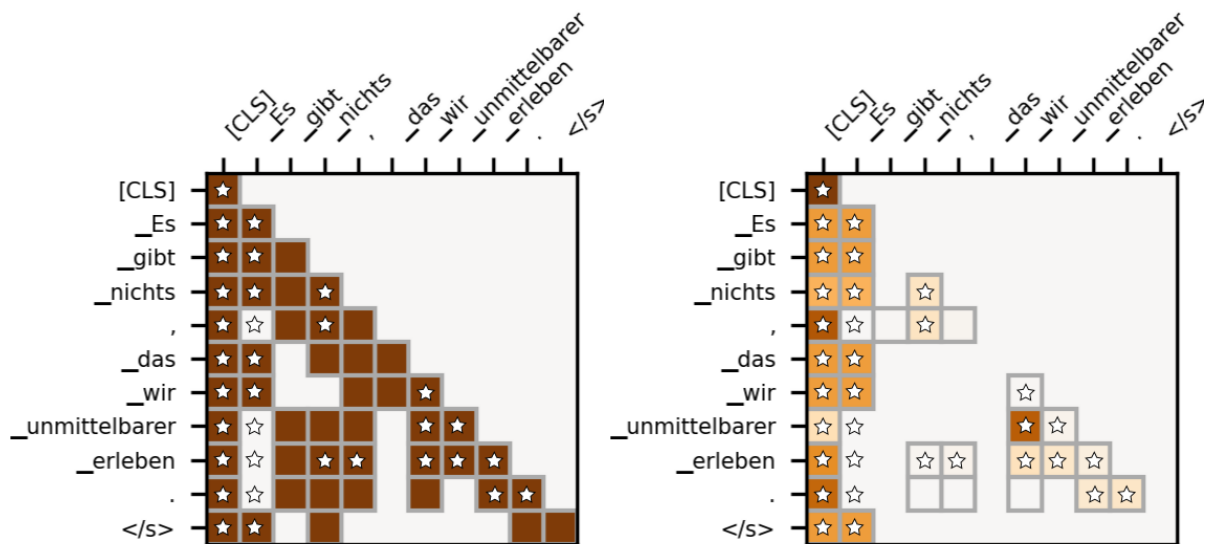 [CLS]
_Es
_gibt
_nichts
,
_das
_wir
_unmittelbarer
_erleben
.
</s>
[CLS]
_Es
_gibt
_nichts
,
_das
_wir
_unmittelbarer
_erleben
.
</s>
[CLS]
_Es
_gibt
_nichts
,
_das
_wir
_unmittelbarer
_erleben
.
</s>
[CLS]
_Es
_gibt
_nichts
,
_das
_wir
_unmittelbarer
_erleben
.
</s>